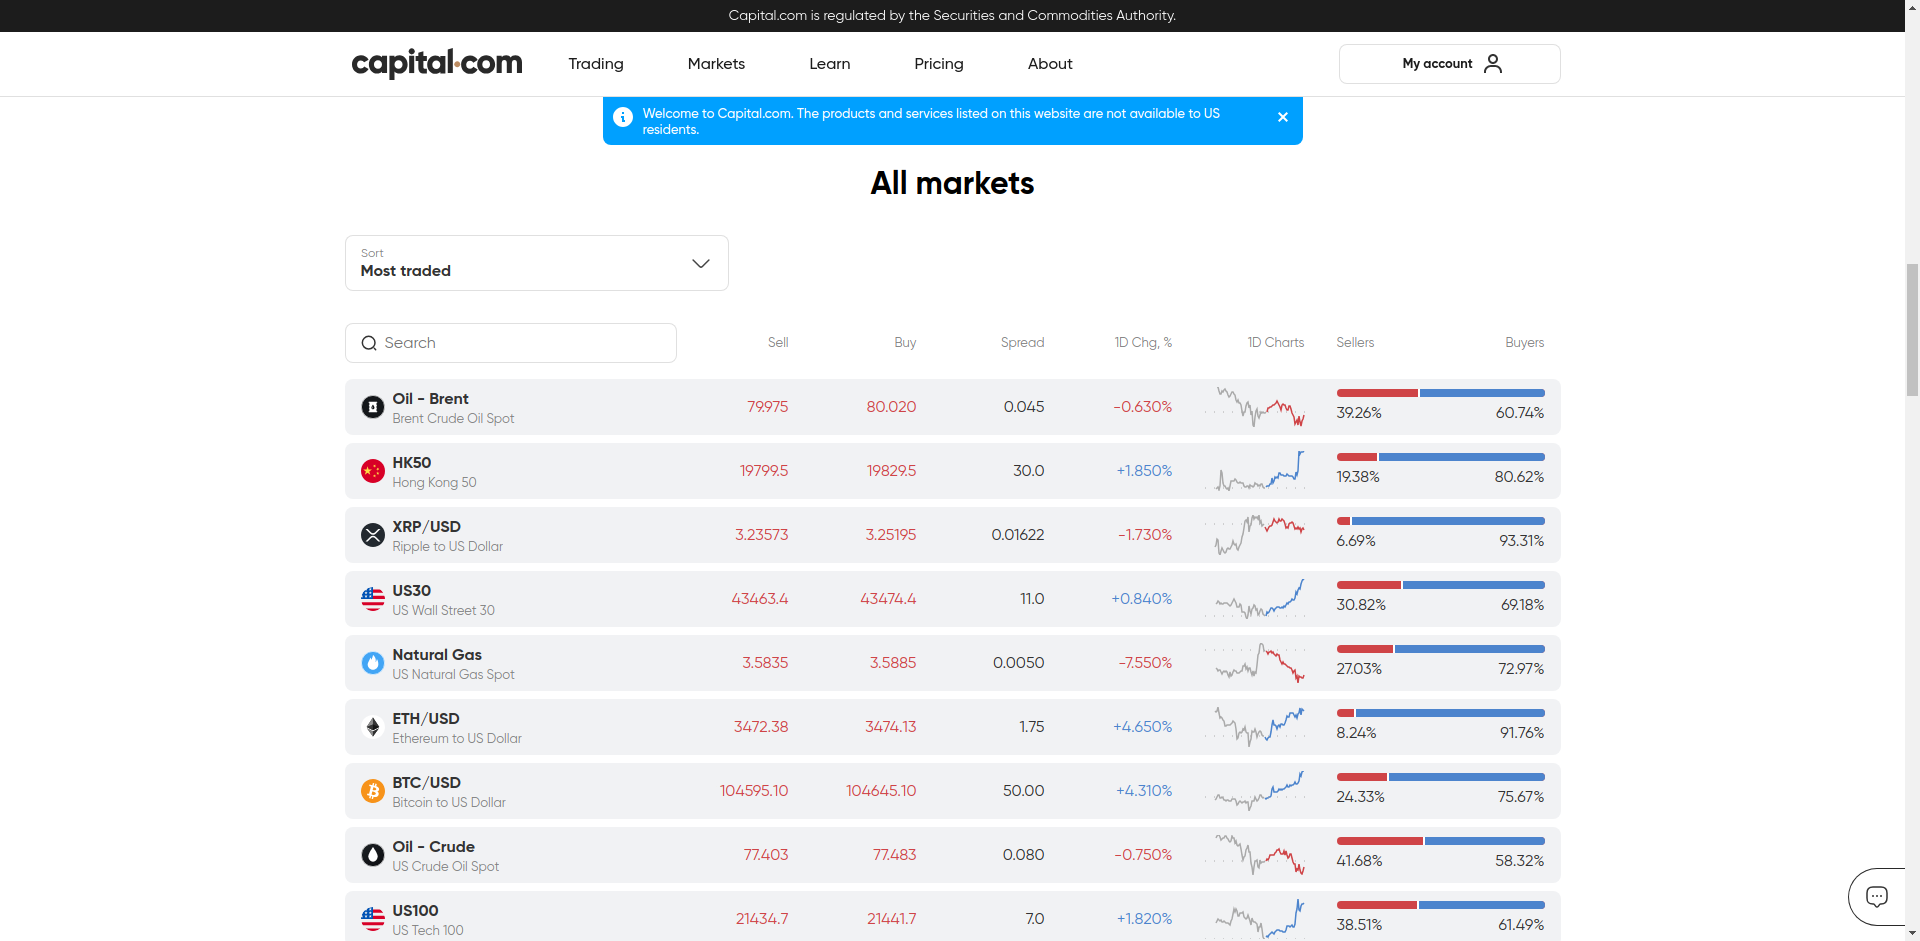 Capital.com is regulated by the Securities and Commodities Authority.
capital.com Trading Markets Learn Pricing About My account
Welcome to Capital.com. The products and services listed on this website are not available to US
residents.
All markets
Sort
Most traded
Search Sell Buy Spread 1D Chg, % 1D Charts Sellers Buyers
Oil - Brent
Brent Crude Oil Spot
79.975 80.020 0.045 -0.630% 39.26% 60.74%
HK50
Hong Kong 50
19799.5 19829.5 30.0 +1.850% 19.38% 80.62%
XRP/USD
Ripple to US Dollar
3.23573 3.25195 0.01622 -1.730% 6.69% 93.31%
US30
US Wall Street 30
43463.4 43474.4 11.0 +0.840% 30.82% 69.18%
Natural Gas
US Natural Gas Spot
3.5835 3.5885 0.0050 -7.550% 27.03% 72.97%
ETH/USD
Ethereum to US Dollar
3472.38 3474.13 1.75 +4.650% 8.24% 91.76%
BTC/USD
Bitcoin to US Dollar
104595.10 104645.10 50.00 +4.310% 24.33% 75.67%
Oil - Crude
US Crude Oil Spot
77.403 77.483 0.080 -0.750% 41.68% 58.32%
US100
US Tech 100
21434.7 21441.7 7.0 +1.820% 38.51% 61.49%